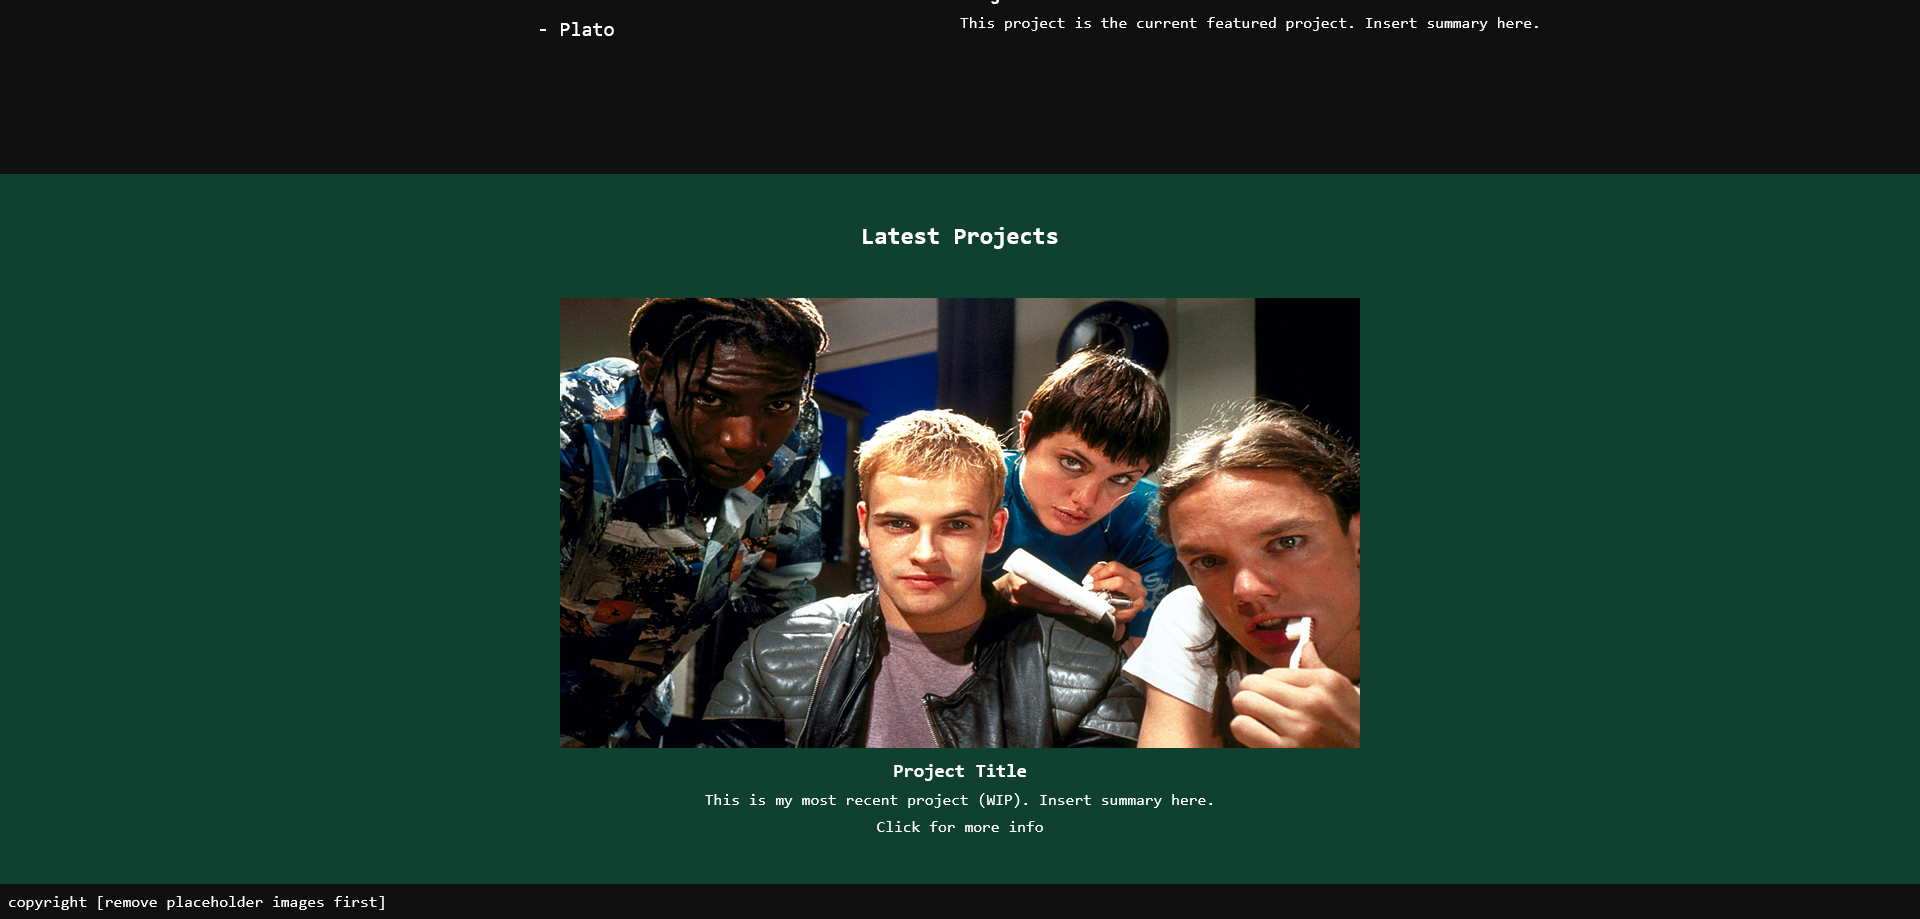 - Plato
This project is the current featured project. Insert summary here.
Latest Projects
Project Title
This is my most recent project (WIP). Insert summary here.
Click for more info
copyright [remove placeholder images first]